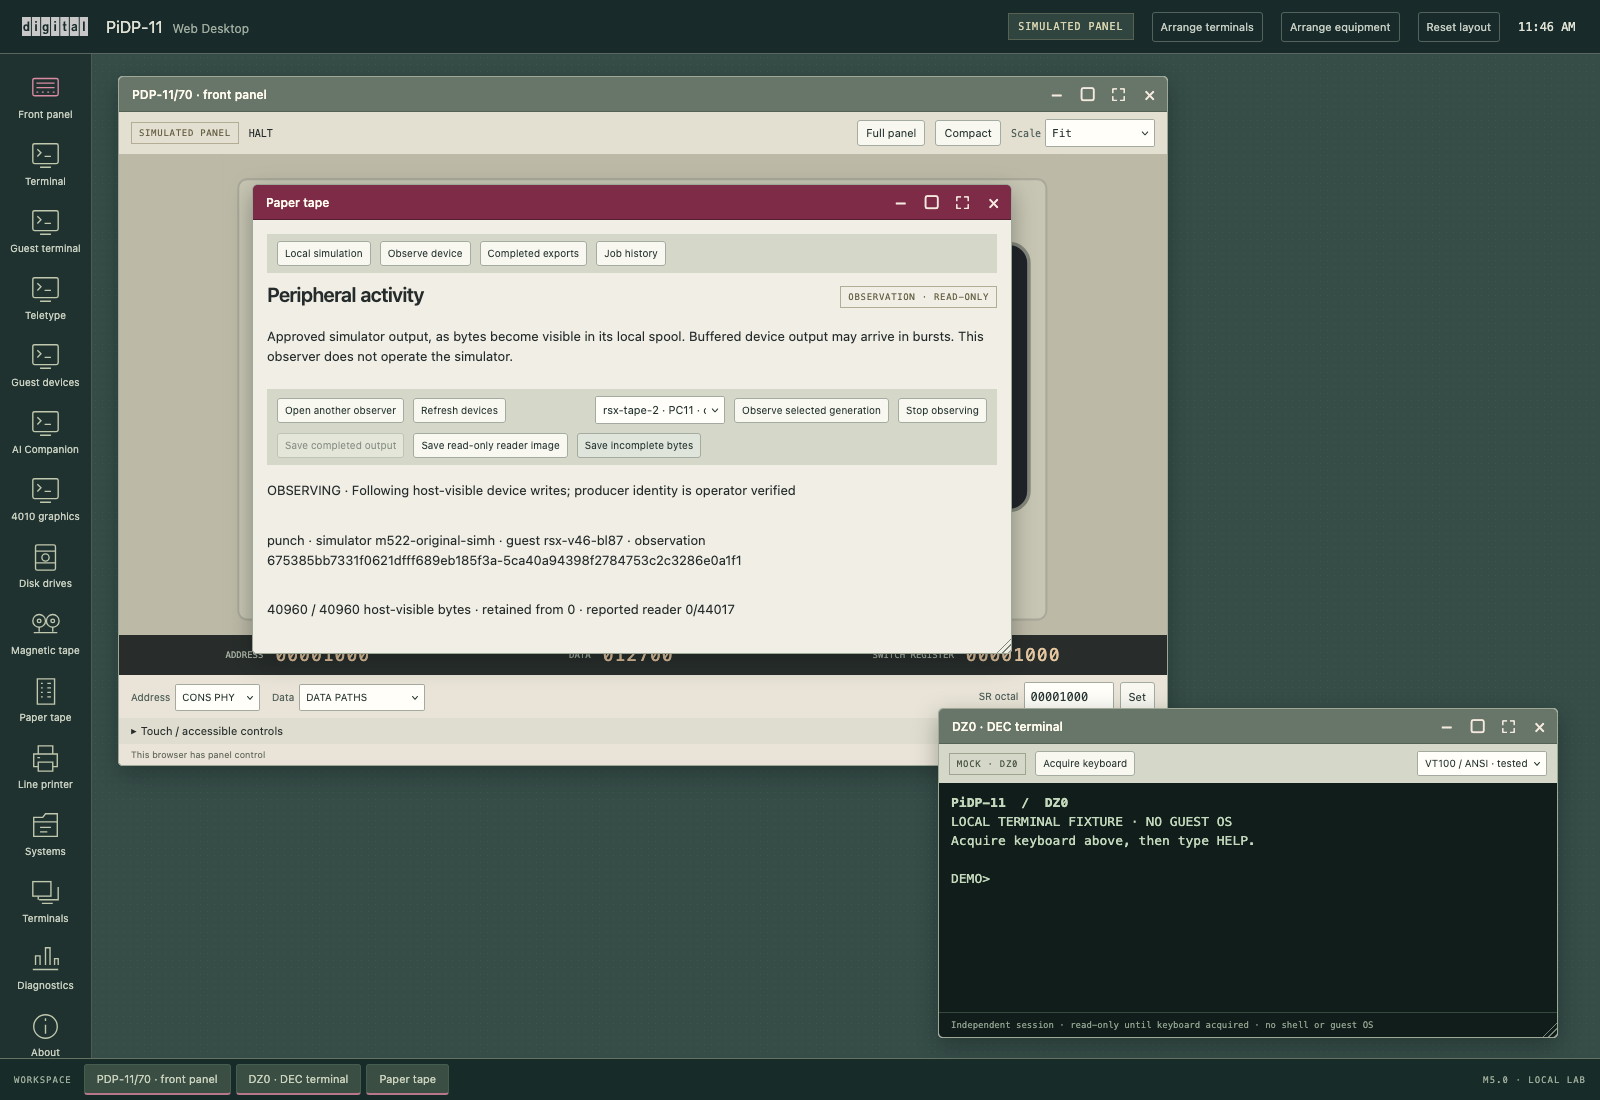 digital PiDP-11 Web Desktop SIMULATED PANEL Arrange terminals Arrange equipment Reset layout 11:46 AM
Front panel
Terminal
Guest terminal
Teletype
Guest devices
AI Companion
4010 graphics
Disk drives
Magnetic tape
Paper tape
Line printer
Systems
Terminals
Diagnostics
About
PDP-11/70 · front panel
SIMULATED PANEL HALT Full panel Compact Scale Fit
Paper tape
Local simulation Observe device Completed exports Job history
Peripheral activity OBSERVATION · READ-ONLY
Approved simulator output, as bytes become visible in its local spool. Buffered device output may arrive in bursts. This
observer does not operate the simulator.
Open another observer Refresh devices rsx-tape-2 · PC11 · Observe selected generation Stop observing
Save completed output Save read-only reader image Save incomplete bytes
OBSERVING · Following host-visible device writes; producer identity is operator verified
punch · simulator m522-original-simh · guest rsx-v46-bl87 · observation
675385bb7331f0621dfff689eb185f3a-5ca40a94398f2784753c2c3286e0a1f1
40960 / 40960 host-visible bytes · retained from 0 · reported reader 0/44017
ADDRESS 00001000 DATA 012700 SWITCH REGISTER 00001000
Address CONS PHY Data DATA PATHS SR octal 00001000 Set
▸ Touch / accessible controls
This browser has panel control
DZ0 · DEC terminal
MOCK · DZ0 Acquire keyboard VT100 / ANSI · tested
PiDP-11 / DZ0
LOCAL TERMINAL FIXTURE · NO GUEST OS
Acquire keyboard above, then type HELP.
DEMO>
Independent session · read-only until keyboard acquired · no shell or guest OS
WORKSPACE PDP-11/70 · front panel DZ0 · DEC terminal Paper tape M5.0 · LOCAL LAB